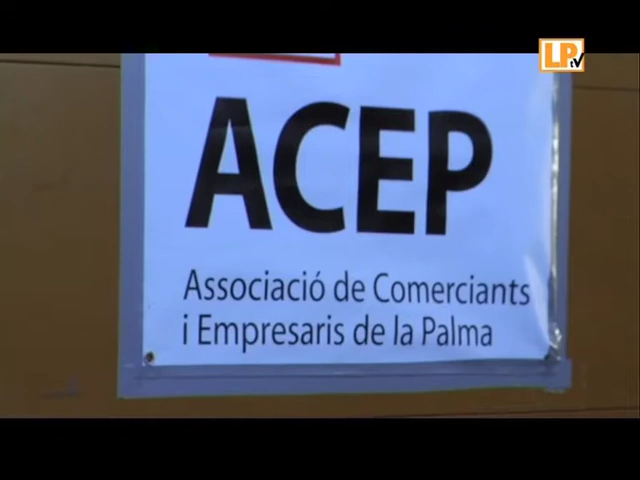 LP
tv
ACEP
Associació de Comerciants
i Empresaris de la Palma